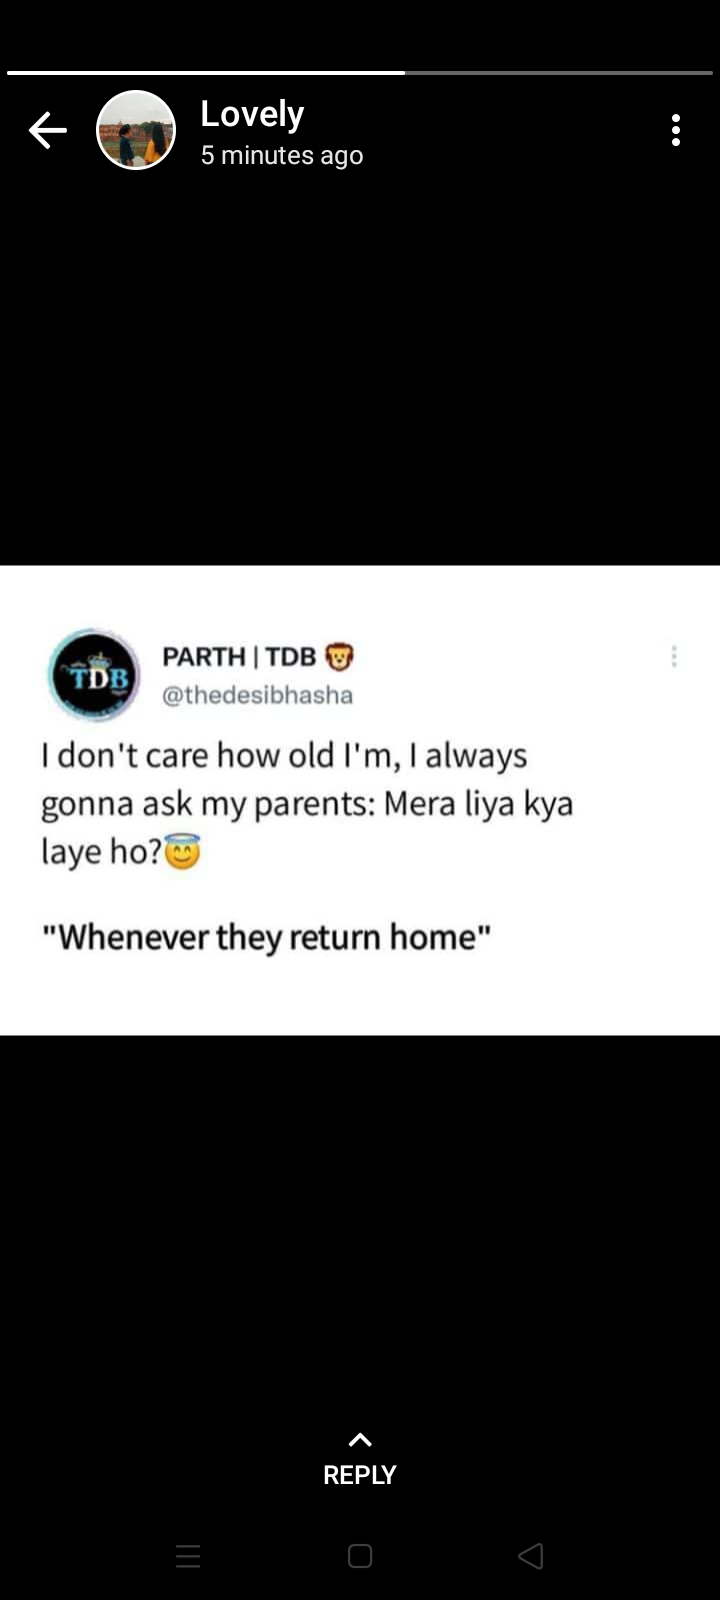 Lovely
5 minutes ago
TDB
PARTH | TDB 🦁
@thedesibhasha
I don't care how old I'm, I always
gonna ask my parents: Mera liya kya
laye ho?😇
"Whenever they return home"
REPLY